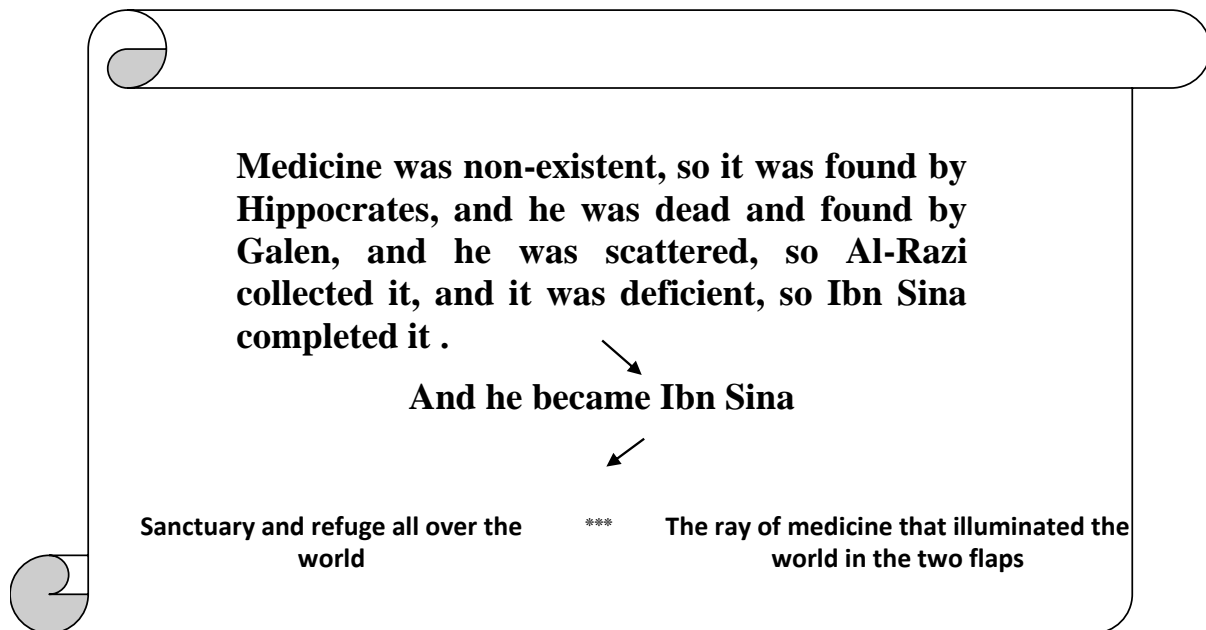 Medicine was non-existent, so it was found by
Hippocrates, and he was dead and found by
Galen, and he was scattered, so Al-Razi
collected it, and it was deficient, so Ibn Sina
completed it .
And he became Ibn Sina
Sanctuary and refuge all over the
world
***
The ray of medicine that illuminated the
world in the two flaps